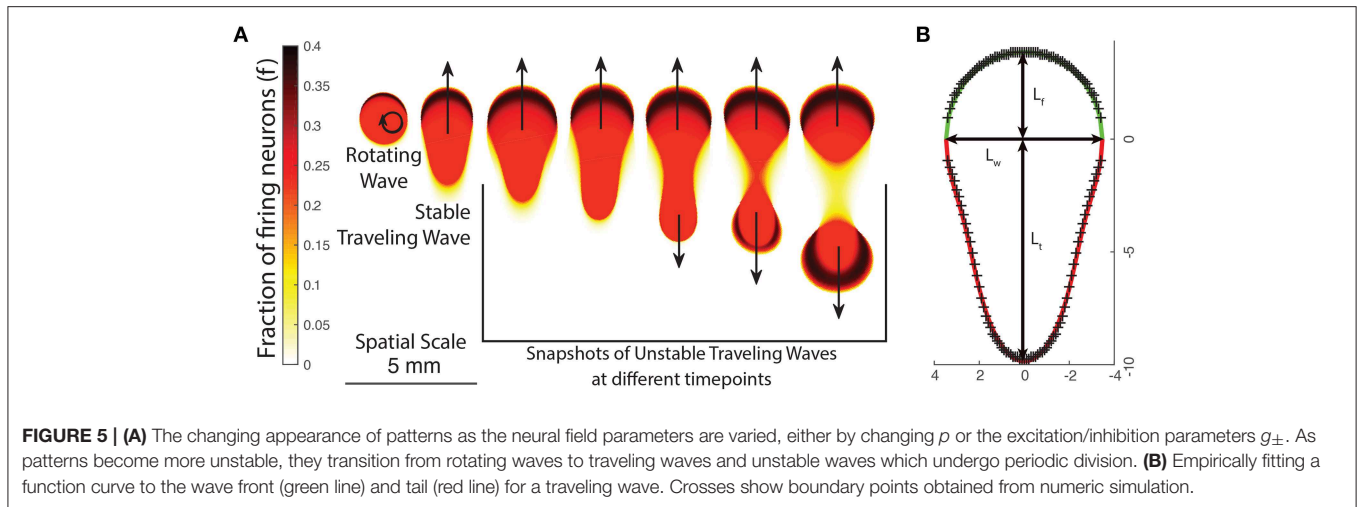 A
B
Fraction of firing neurons (f)
0.4
0.35
0.3
0.25
0.2
0.15
0.1
0.05
0
Rotating
Wave
Stable
Traveling Wave
Spatial Scale
5 mm
Snapshots of Unstable Traveling Waves
at different timepoints
L_f
L_w
L_t
0
-5
-10
4
2
0
-2
-4
FIGURE 5 | (A) The changing appearance of patterns as the neural field parameters are varied, either by changing p or the excitation/inhibition parameters g±. As
patterns become more unstable, they transition from rotating waves to traveling waves and unstable waves which undergo periodic division. (B) Empirically fitting a
function curve to the wave front (green line) and tail (red line) for a traveling wave. Crosses show boundary points obtained from numeric simulation.